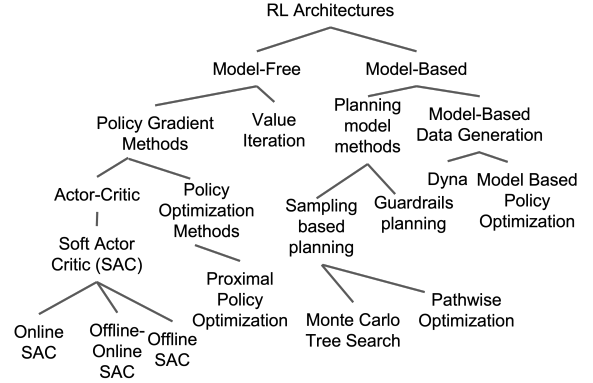 RL Architectures
Model-Free
Model-Based
Policy Gradient
Methods
Value
Iteration
Planning
model
methods
Model-Based
Data Generation
Actor-Critic
Policy
Optimization
Methods
Sampling
based
planning
Guardrails
planning
Dyna
Model Based
Policy
Optimization
Soft Actor
Critic (SAC)
Proximal
Policy
Optimization
Monte Carlo
Tree Search
Pathwise
Optimization
Online
SAC
Offline-
Online
SAC
Offline
SAC